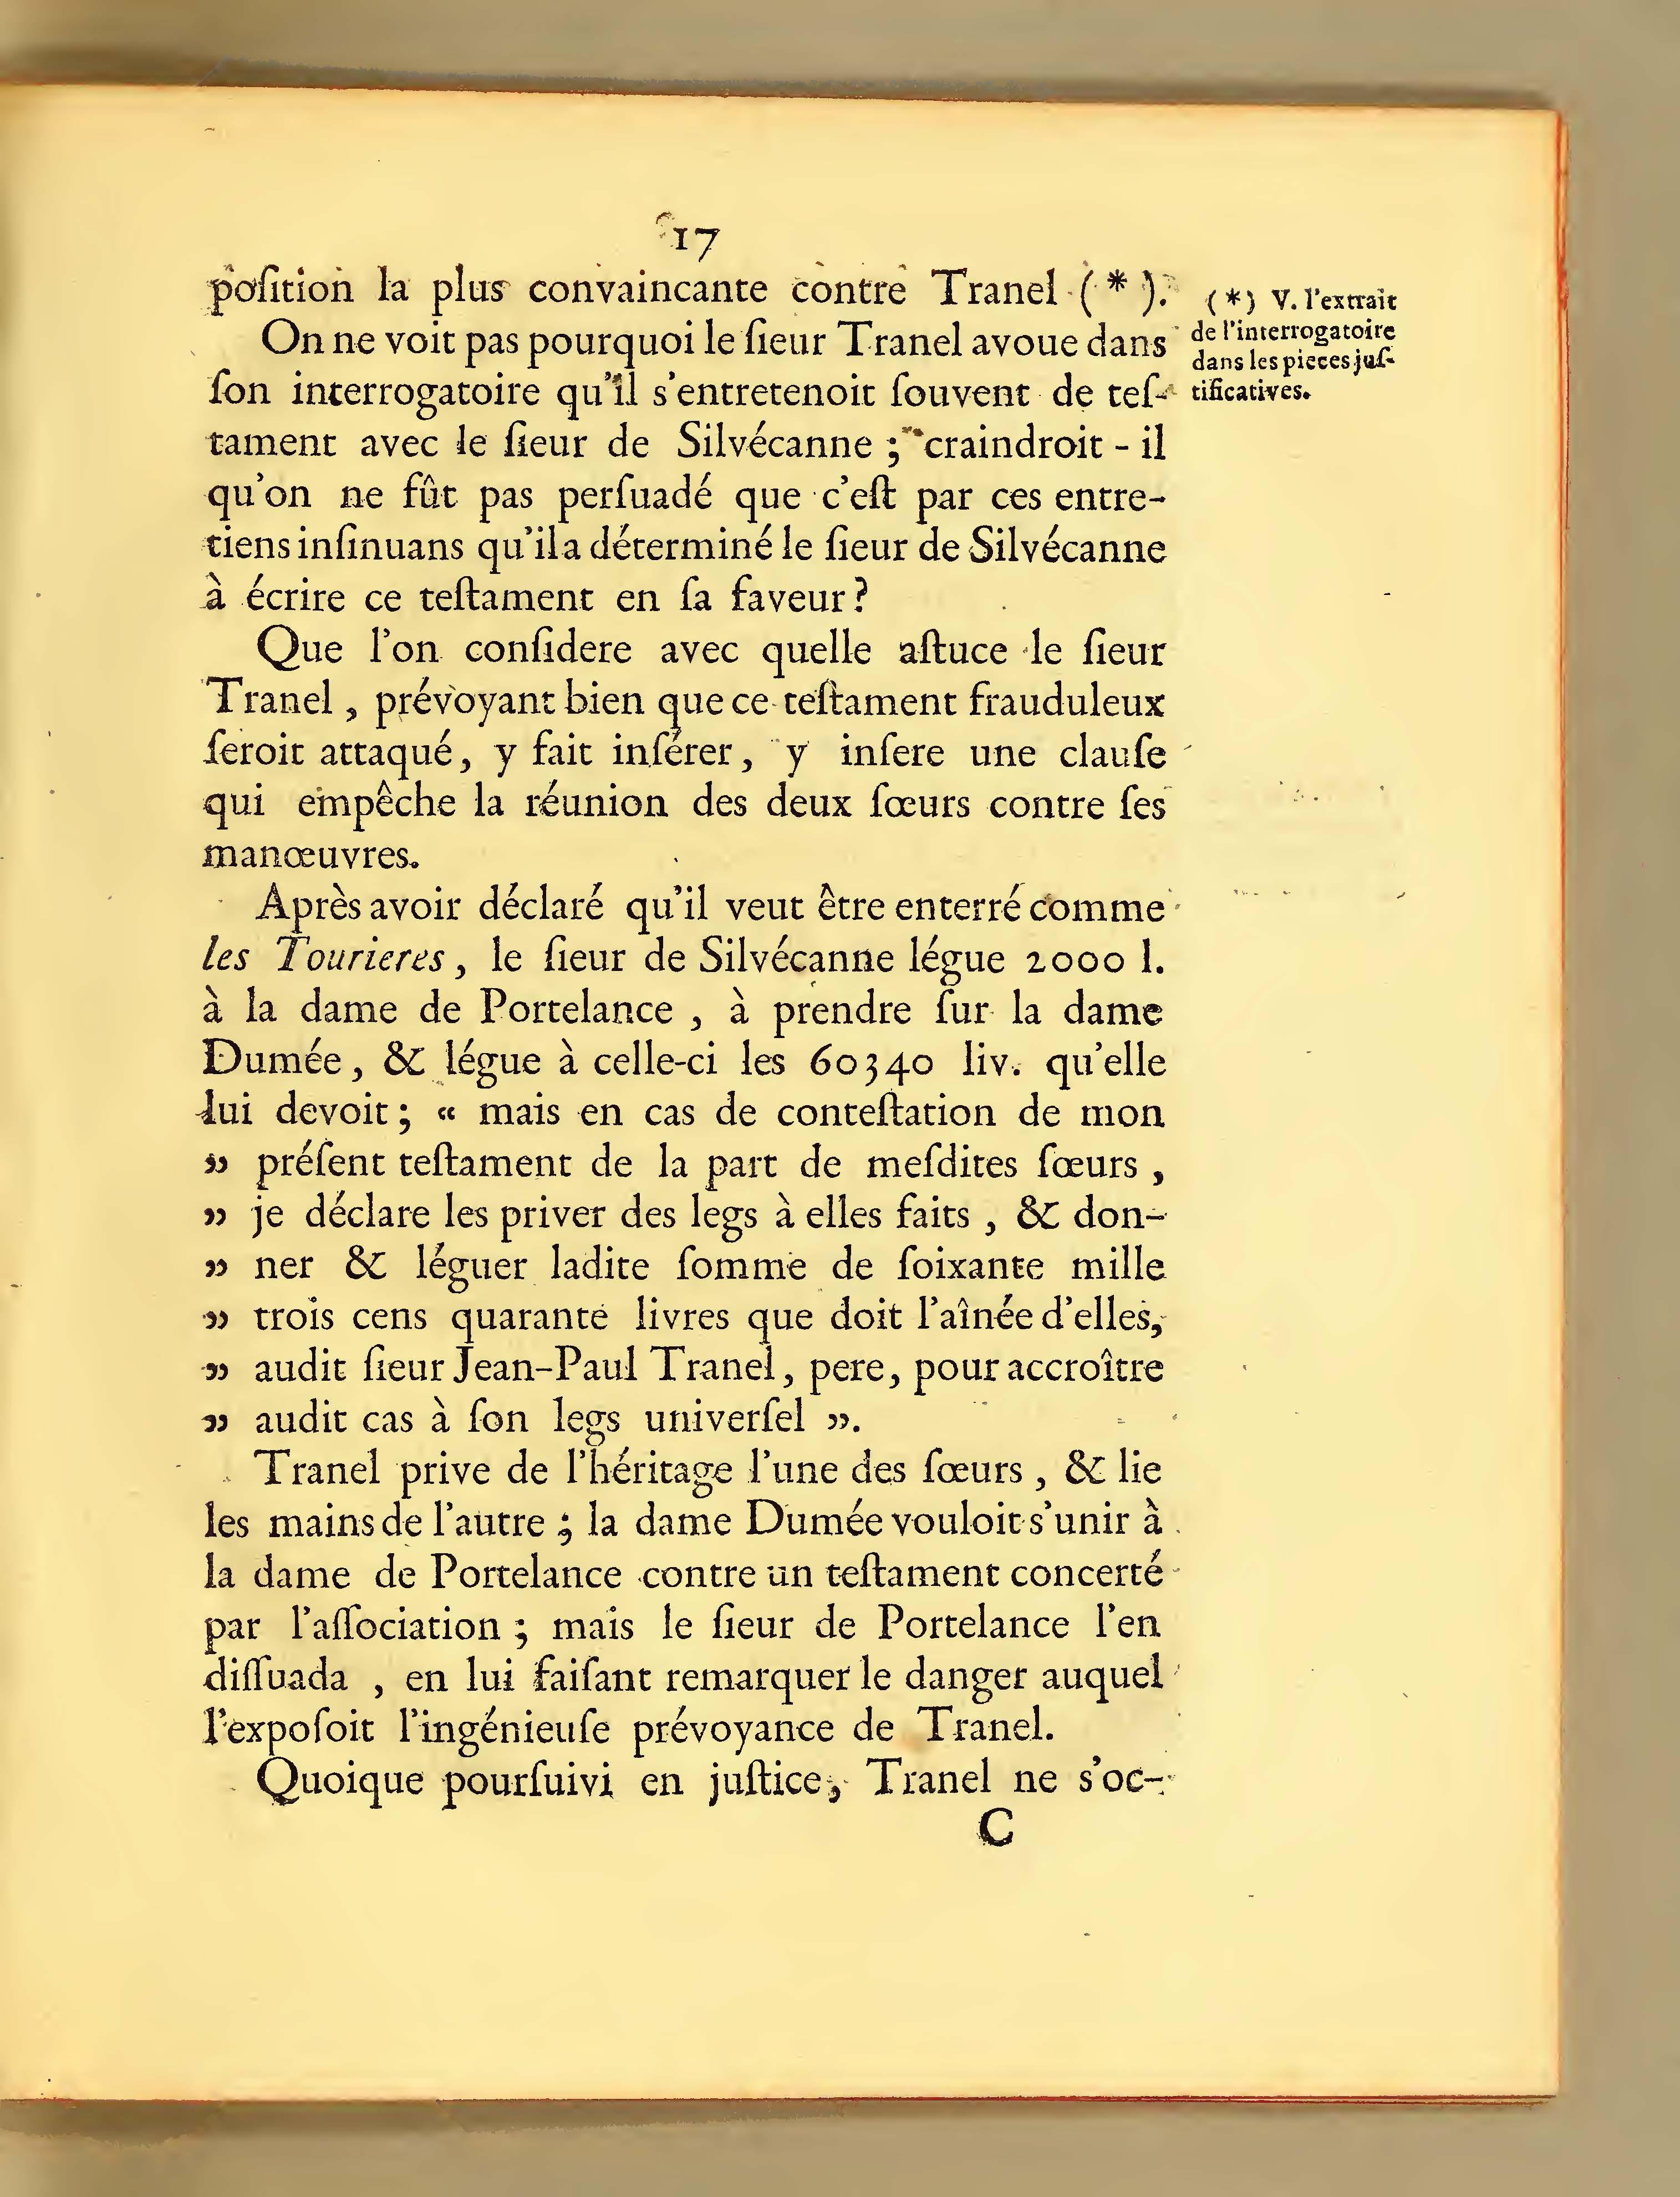 17
poſition la plus convaincante contre Tranel (*).
On ne voit pas pourquoi le ſieur Tranel avoue dans
ſon interrogatoire qu'il s'entretenoit ſouvent de teſ-
tament avec le ſieur de Silvécanne ; craindroit-il
qu'on ne fût pas perſuadé que c'eſt par ces entre-
tiens inſinuans qu'il a déterminé le ſieur de Silvécanne
à écrire ce teſtament en ſa faveur ?
Que l'on conſidere avec quelle aſtuce le ſieur
Tranel, prévoyant bien que ce teſtament frauduleux
ſeroit attaqué, y fait inſérer, y inſere une clauſe
qui empêche la réunion des deux ſœurs contre ſes
manœuvres.
Après avoir déclaré qu'il veut être enterré comme
les Tourieres, le ſieur de Silvécanne légue 2000 l.
à la dame de Portelance, à prendre ſur la dame
Dumée, & légue à celle-ci les 60340 liv. qu'elle
lui devoit ; « mais en cas de conteſtation de mon
» préſent teſtament de la part de meſdites ſœurs,
» je déclare les priver des legs à elles faits, & don-
» ner & léguer ladite ſomme de ſoixante mille
» trois cens quarante livres que doit l'aînée d'elles,
» audit ſieur Jean-Paul Tranel, pere, pour accroître
» audit cas à ſon legs univerſel ».
Tranel prive de l'héritage l'une des ſœurs, & lie
les mains de l'autre ; la dame Dumée vouloit s'unir à
la dame de Portelance contre un teſtament concerté
par l'aſſociation ; mais le ſieur de Portelance l'en
diſſuada, en lui faiſant remarquer le danger auquel
l'expoſoit l'ingénieuſe prévoyance de Tranel.
Quoique pourſuivi en juſtice, Tranel ne s'oc-
C
(*) V. l'extrait
de l'interrogatoire
dans les pieces juſ-
tificatives.